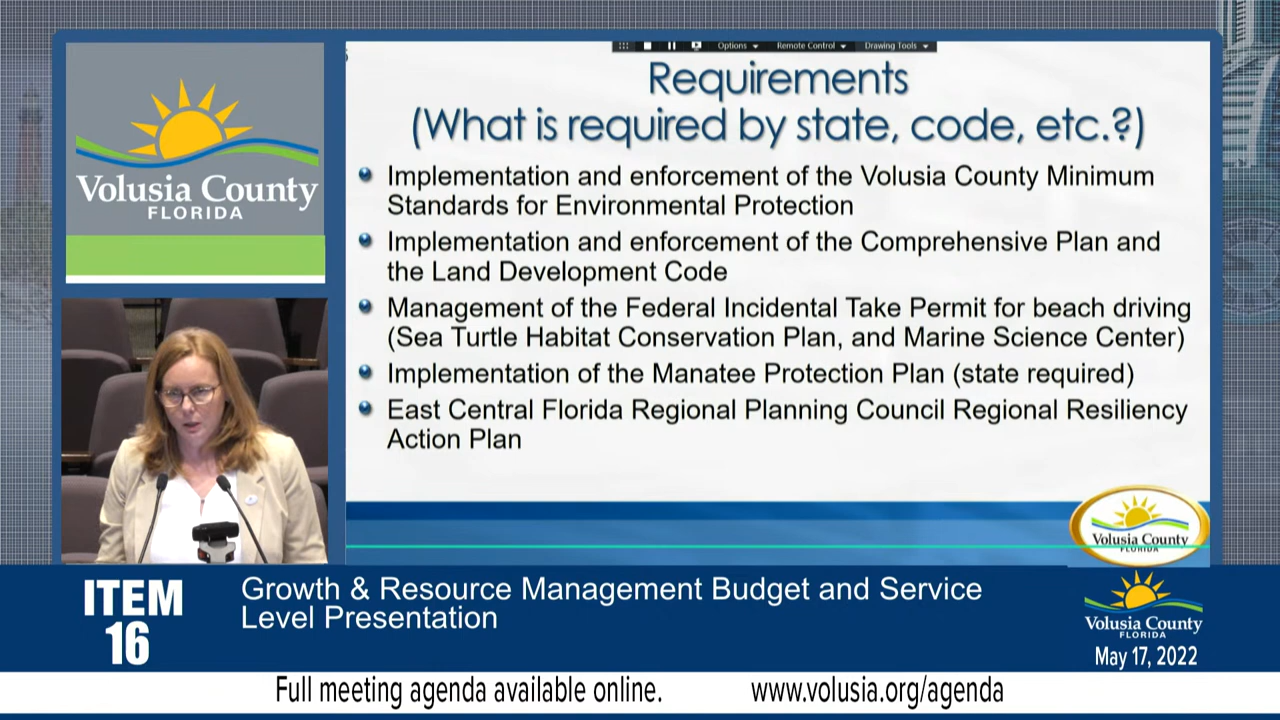 Options
Remote Control
Drawing Tools
Requirements
(What is required by state, code, etc.?)
Implementation and enforcement of the Volusia County Minimum
Standards for Environmental Protection
Implementation and enforcement of the Comprehensive Plan and
the Land Development Code
Management of the Federal Incidental Take Permit for beach driving
(Sea Turtle Habitat Conservation Plan, and Marine Science Center)
Implementation of the Manatee Protection Plan (state required)
East Central Florida Regional Planning Council Regional Resiliency
Action Plan
Volusia County
FLORIDA
Volusia County
FLORIDA
ITEM
16
Growth & Resource Management Budget and Service
Level Presentation
Volusia County
FLORIDA
May 17, 2022
Full meeting agenda available online.
www.volusia.org/agenda